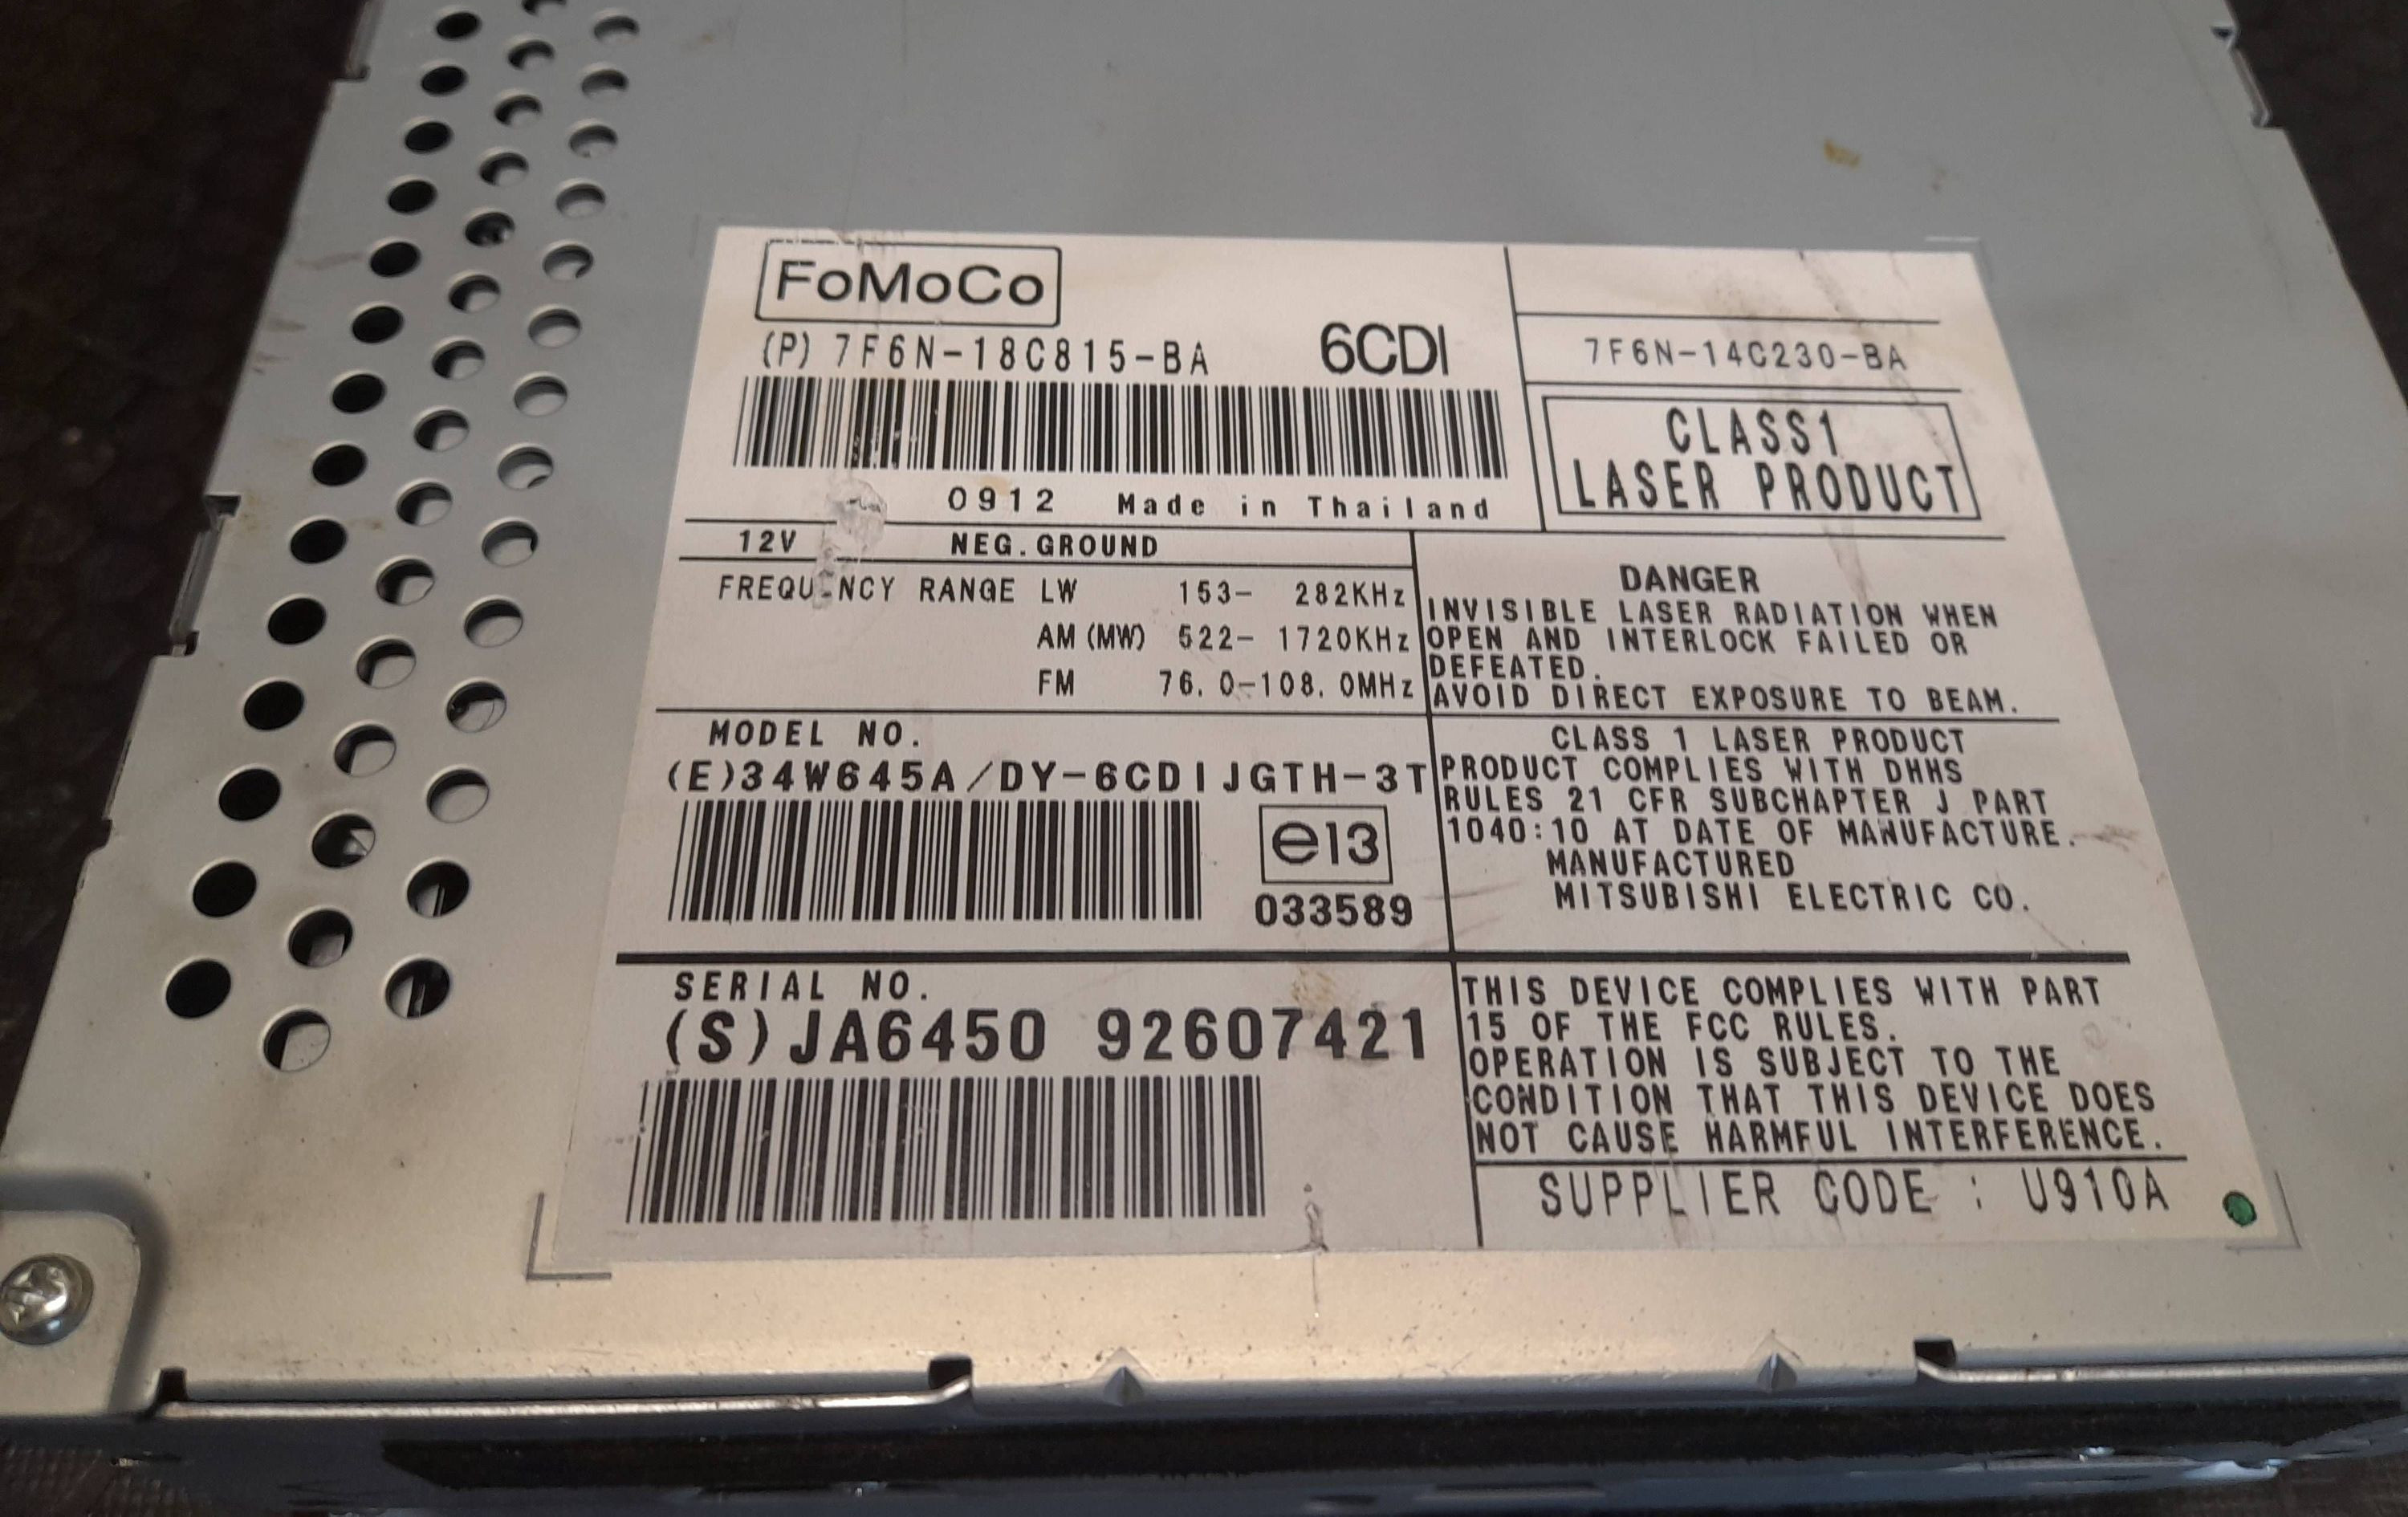 FoMoCo
(P) 7F6N-18C815-BA 6CDI
0912 Made in Thailand
12V NEG. GROUND
FREQUENCY RANGE LW 153- 282KHz
AM (MW) 522- 1720KHz
FM 76.0-108.0MHz
MODEL NO.
(E)34W645A/DY-6CDIJGTH-3T
e13
033589
SERIAL NO.
(S)JA6450 92607421
7F6N-14C230-BA
CLASS1
LASER PRODUCT
DANGER
INVISIBLE LASER RADIATION WHEN
OPEN AND INTERLOCK FAILED OR
DEFEATED.
AVOID DIRECT EXPOSURE TO BEAM.
CLASS 1 LASER PRODUCT
PRODUCT COMPLIES WITH DHHS
RULES 21 CFR SUBCHAPTER J PART
1040:10 AT DATE OF MANUFACTURE.
MANUFACTURED
MITSUBISHI ELECTRIC CO.
THIS DEVICE COMPLIES WITH PART
15 OF THE FCC RULES.
OPERATION IS SUBJECT TO THE
CONDITION THAT THIS DEVICE DOES
NOT CAUSE HARMFUL INTERFERENCE.
SUPPLIER CODE : U910A